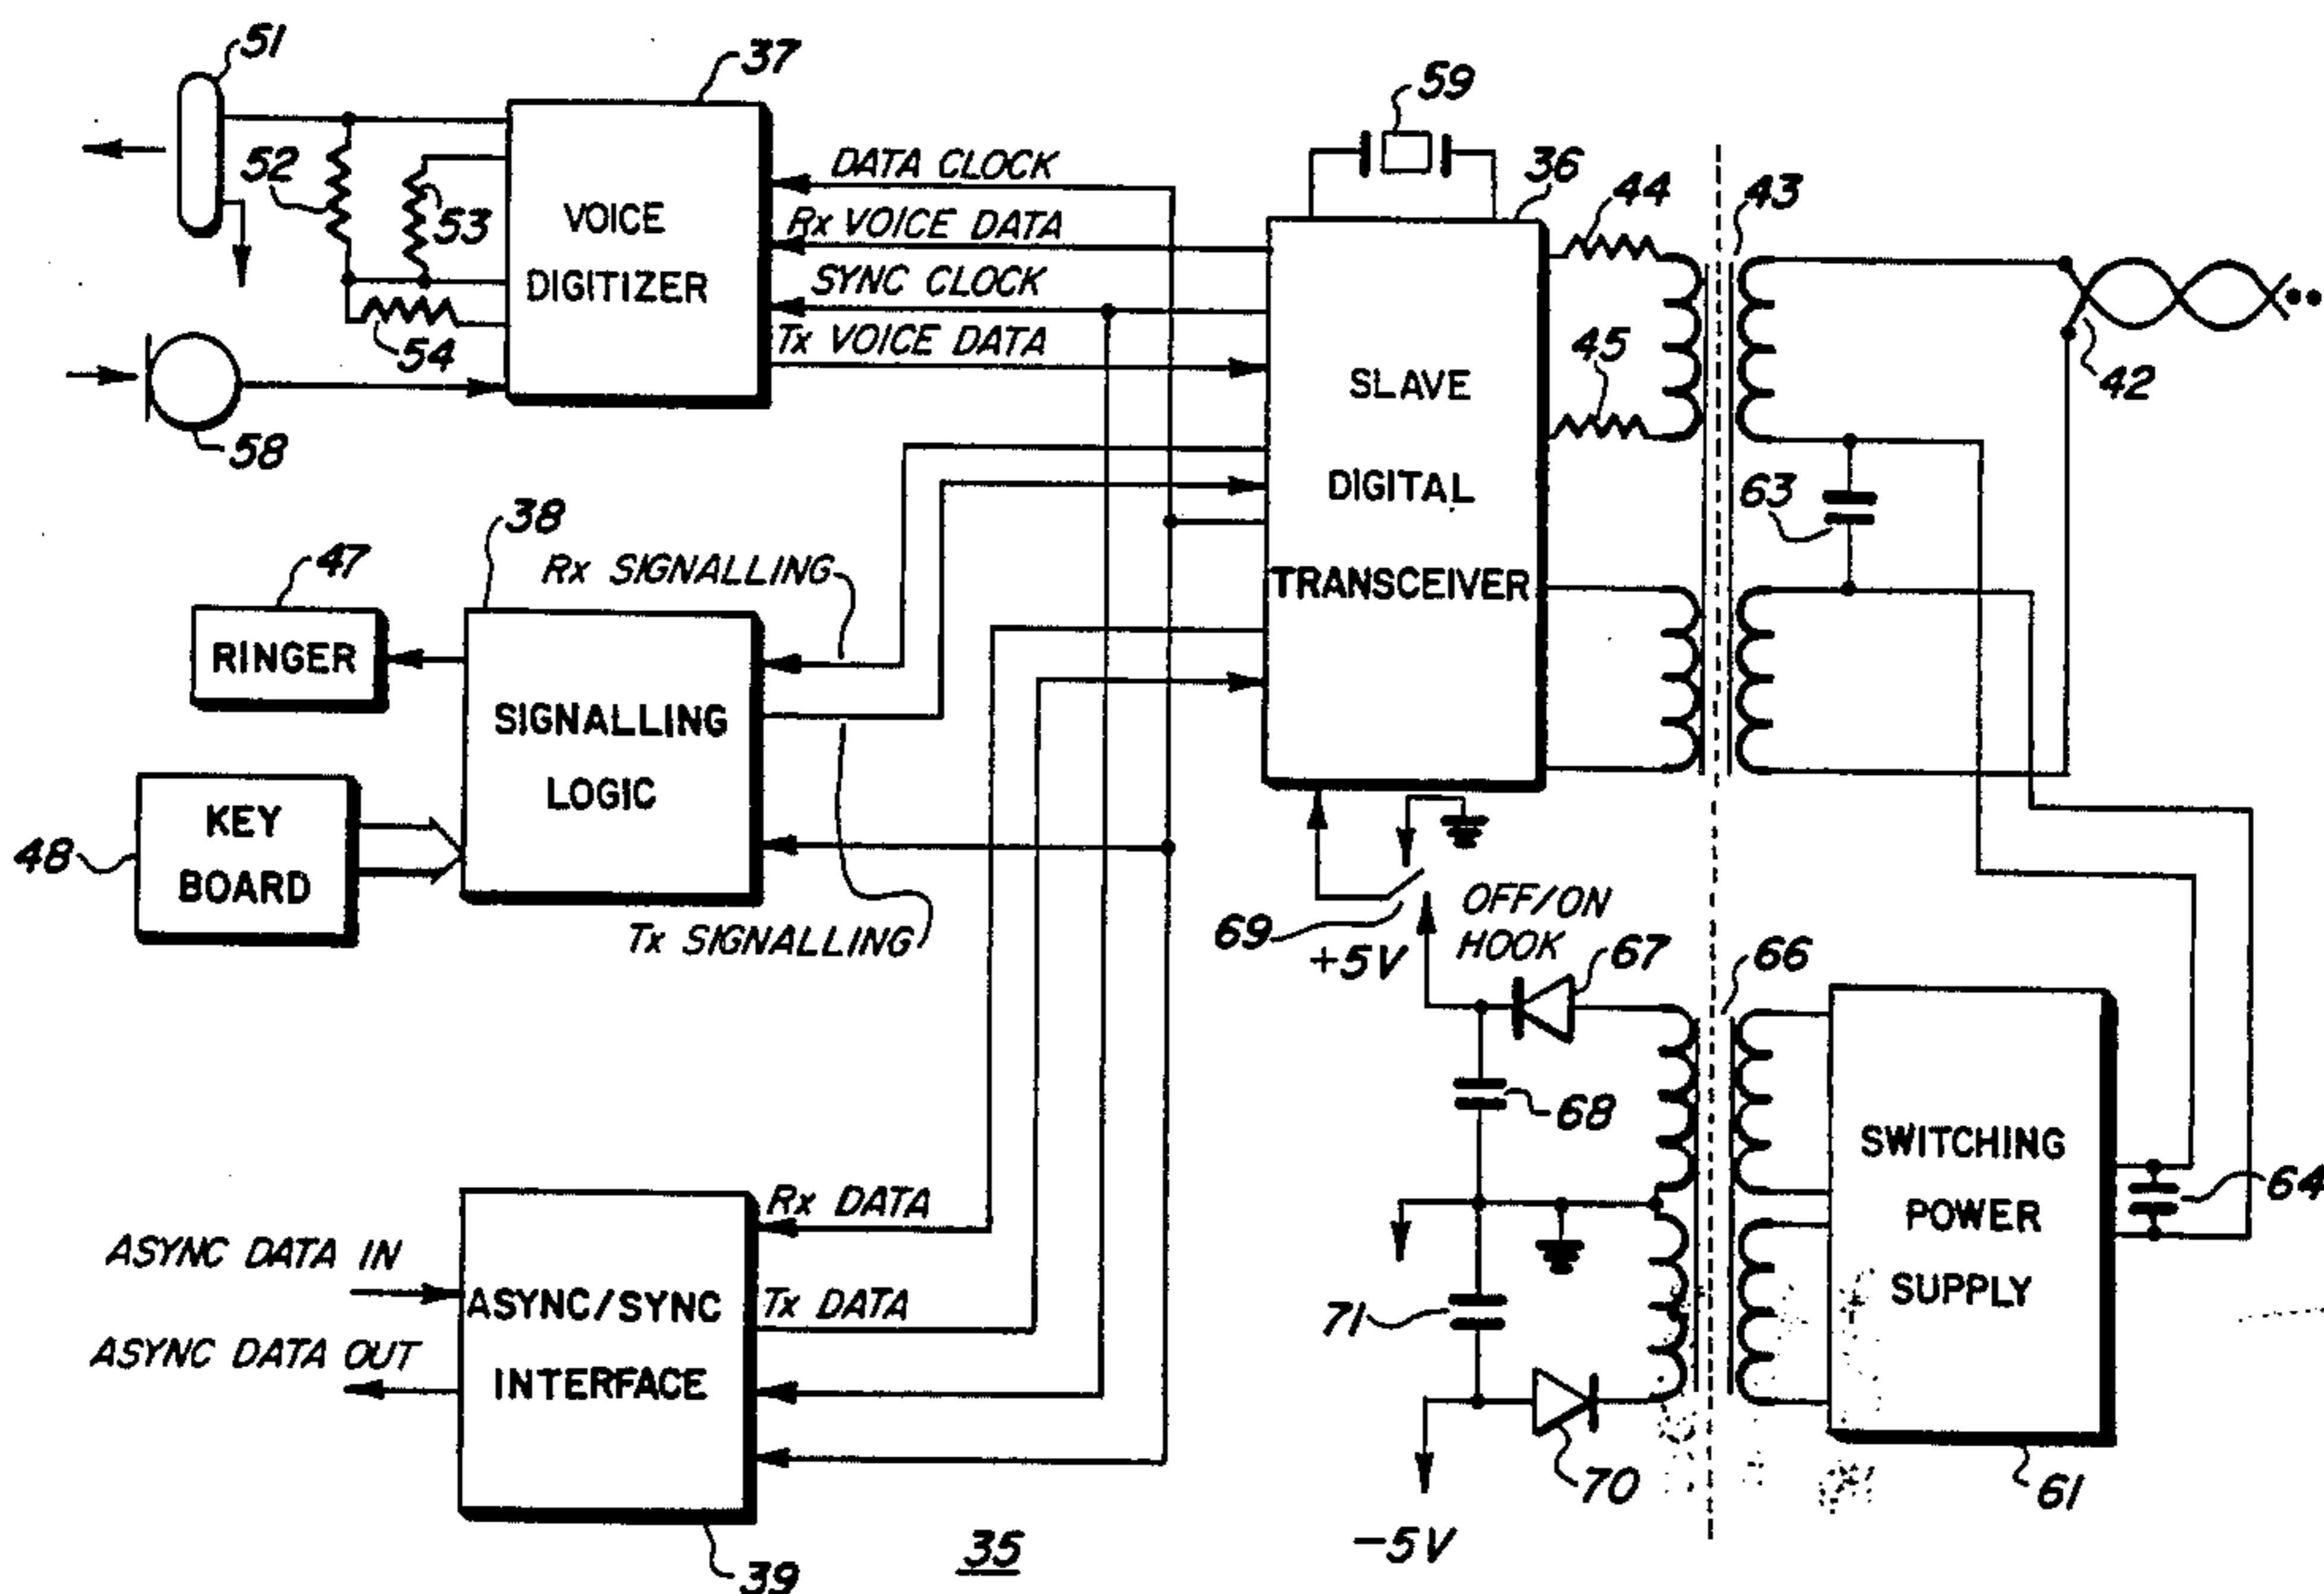 51
37
59
DATA CLOCK
36
44
43
52
53
VOICE
DIGITIZER
Rx VOICE DATA
SYNC CLOCK
Tx VOICE DATA
45
54
SLAVE
DIGITAL
TRANSCEIVER
42
58
63
38
47
Rx SIGNALLING
RINGER
SIGNALLING
LOGIC
KEY
BOARD
48
Tx SIGNALLING
69
OFF/ON
HOOK
+5V
67
66
68
SWITCHING
POWER
SUPPLY
64
Rx DATA
ASYNC DATA IN
ASYNC/SYNC
INTERFACE
Tx DATA
71
ASYNC DATA OUT
70
61
-5V
35
39